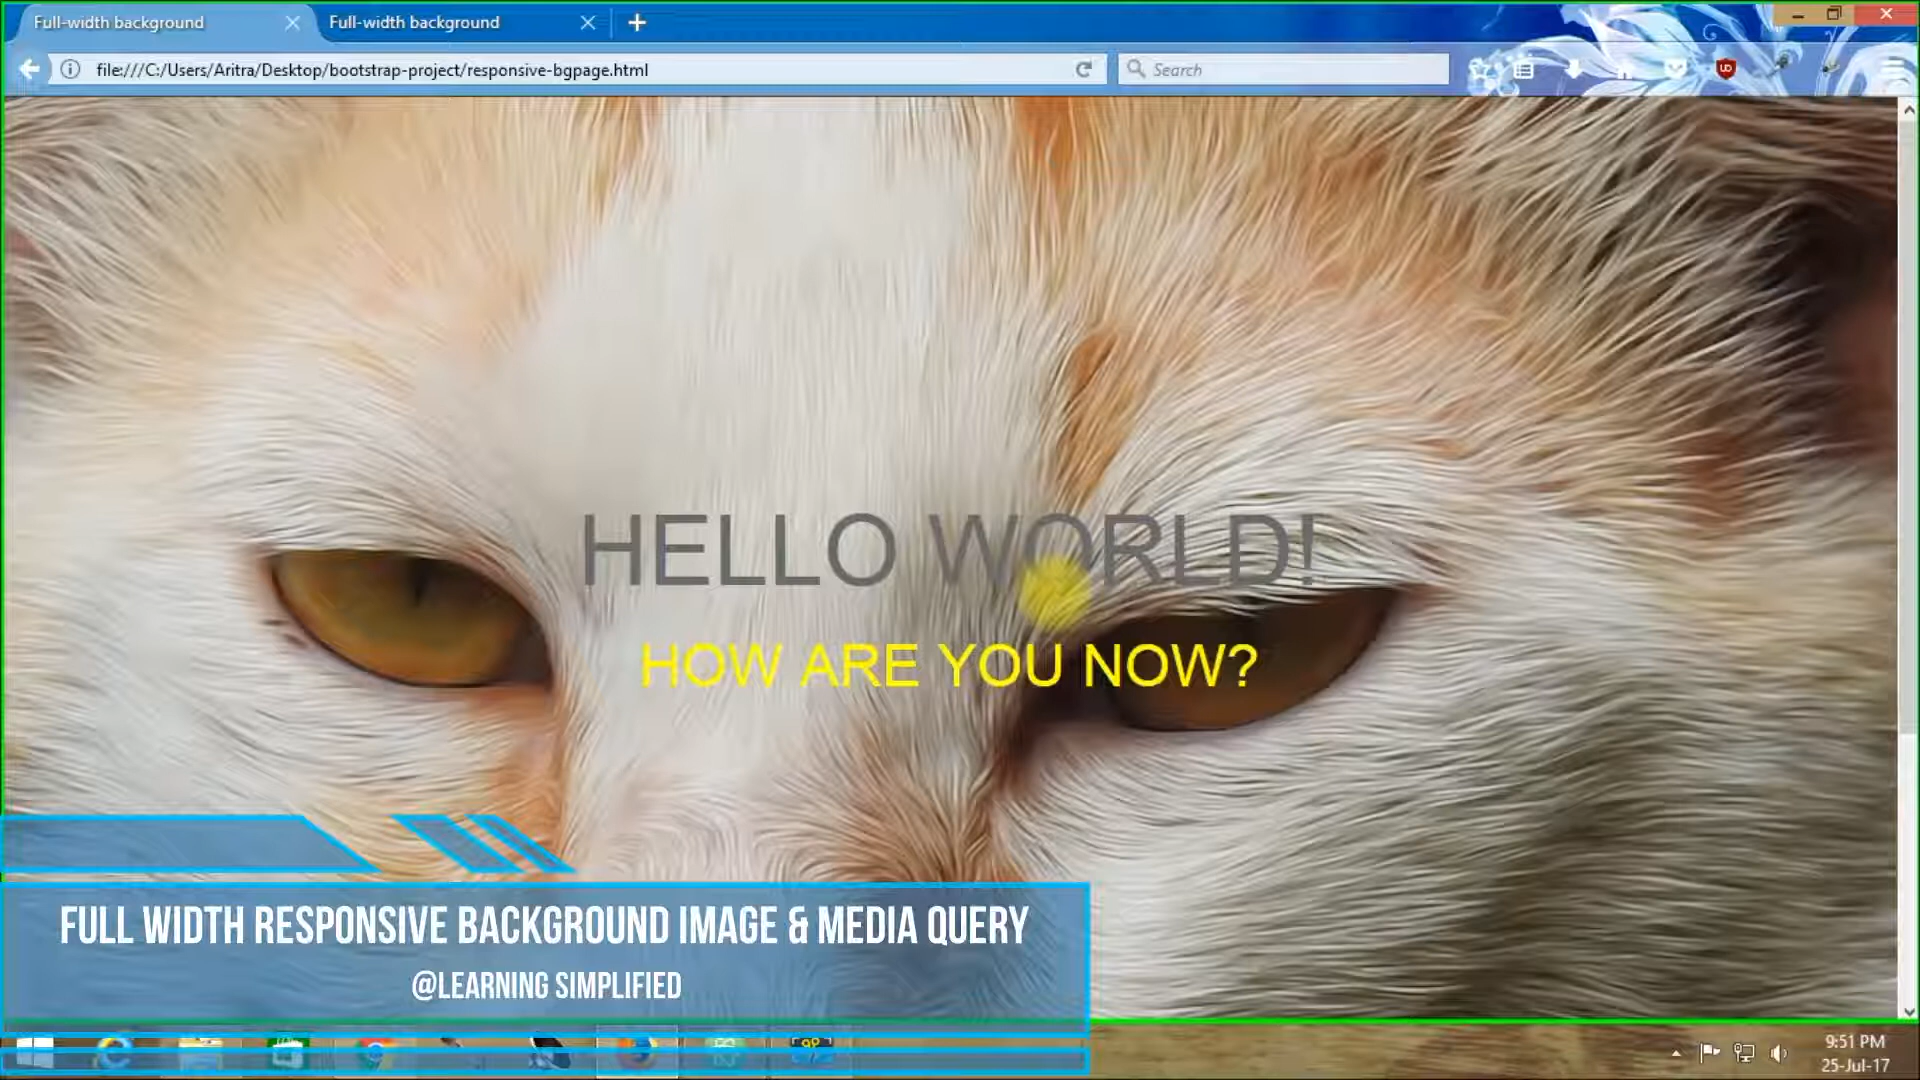 Full-width background
Full-width background
file:///C:/Users/Aritra/Desktop/bootstrap-project/responsive-bgpage.html
Search
HELLO WORLD!
HOW ARE YOU NOW?
FULL WIDTH RESPONSIVE BACKGROUND IMAGE & MEDIA QUERY
@LEARNING SIMPLIFIED
9:51 PM
25-Jul-17